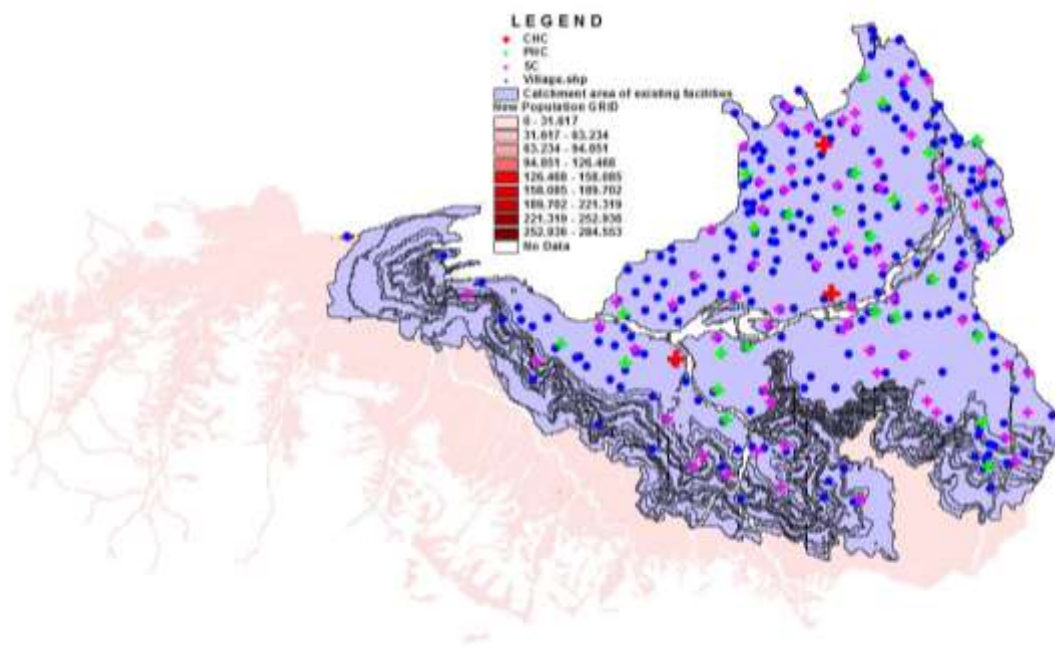 LEGEND
CHC
PHC
SC
Village.shp
Catchment area of existing facilities
New Population GRID
0 - 31.617
31.617 - 63.234
63.234 - 94.851
94.851 - 126.468
126.468 - 158.085
158.085 - 189.702
189.702 - 221.319
221.319 - 252.936
252.936 - 284.553
No Data